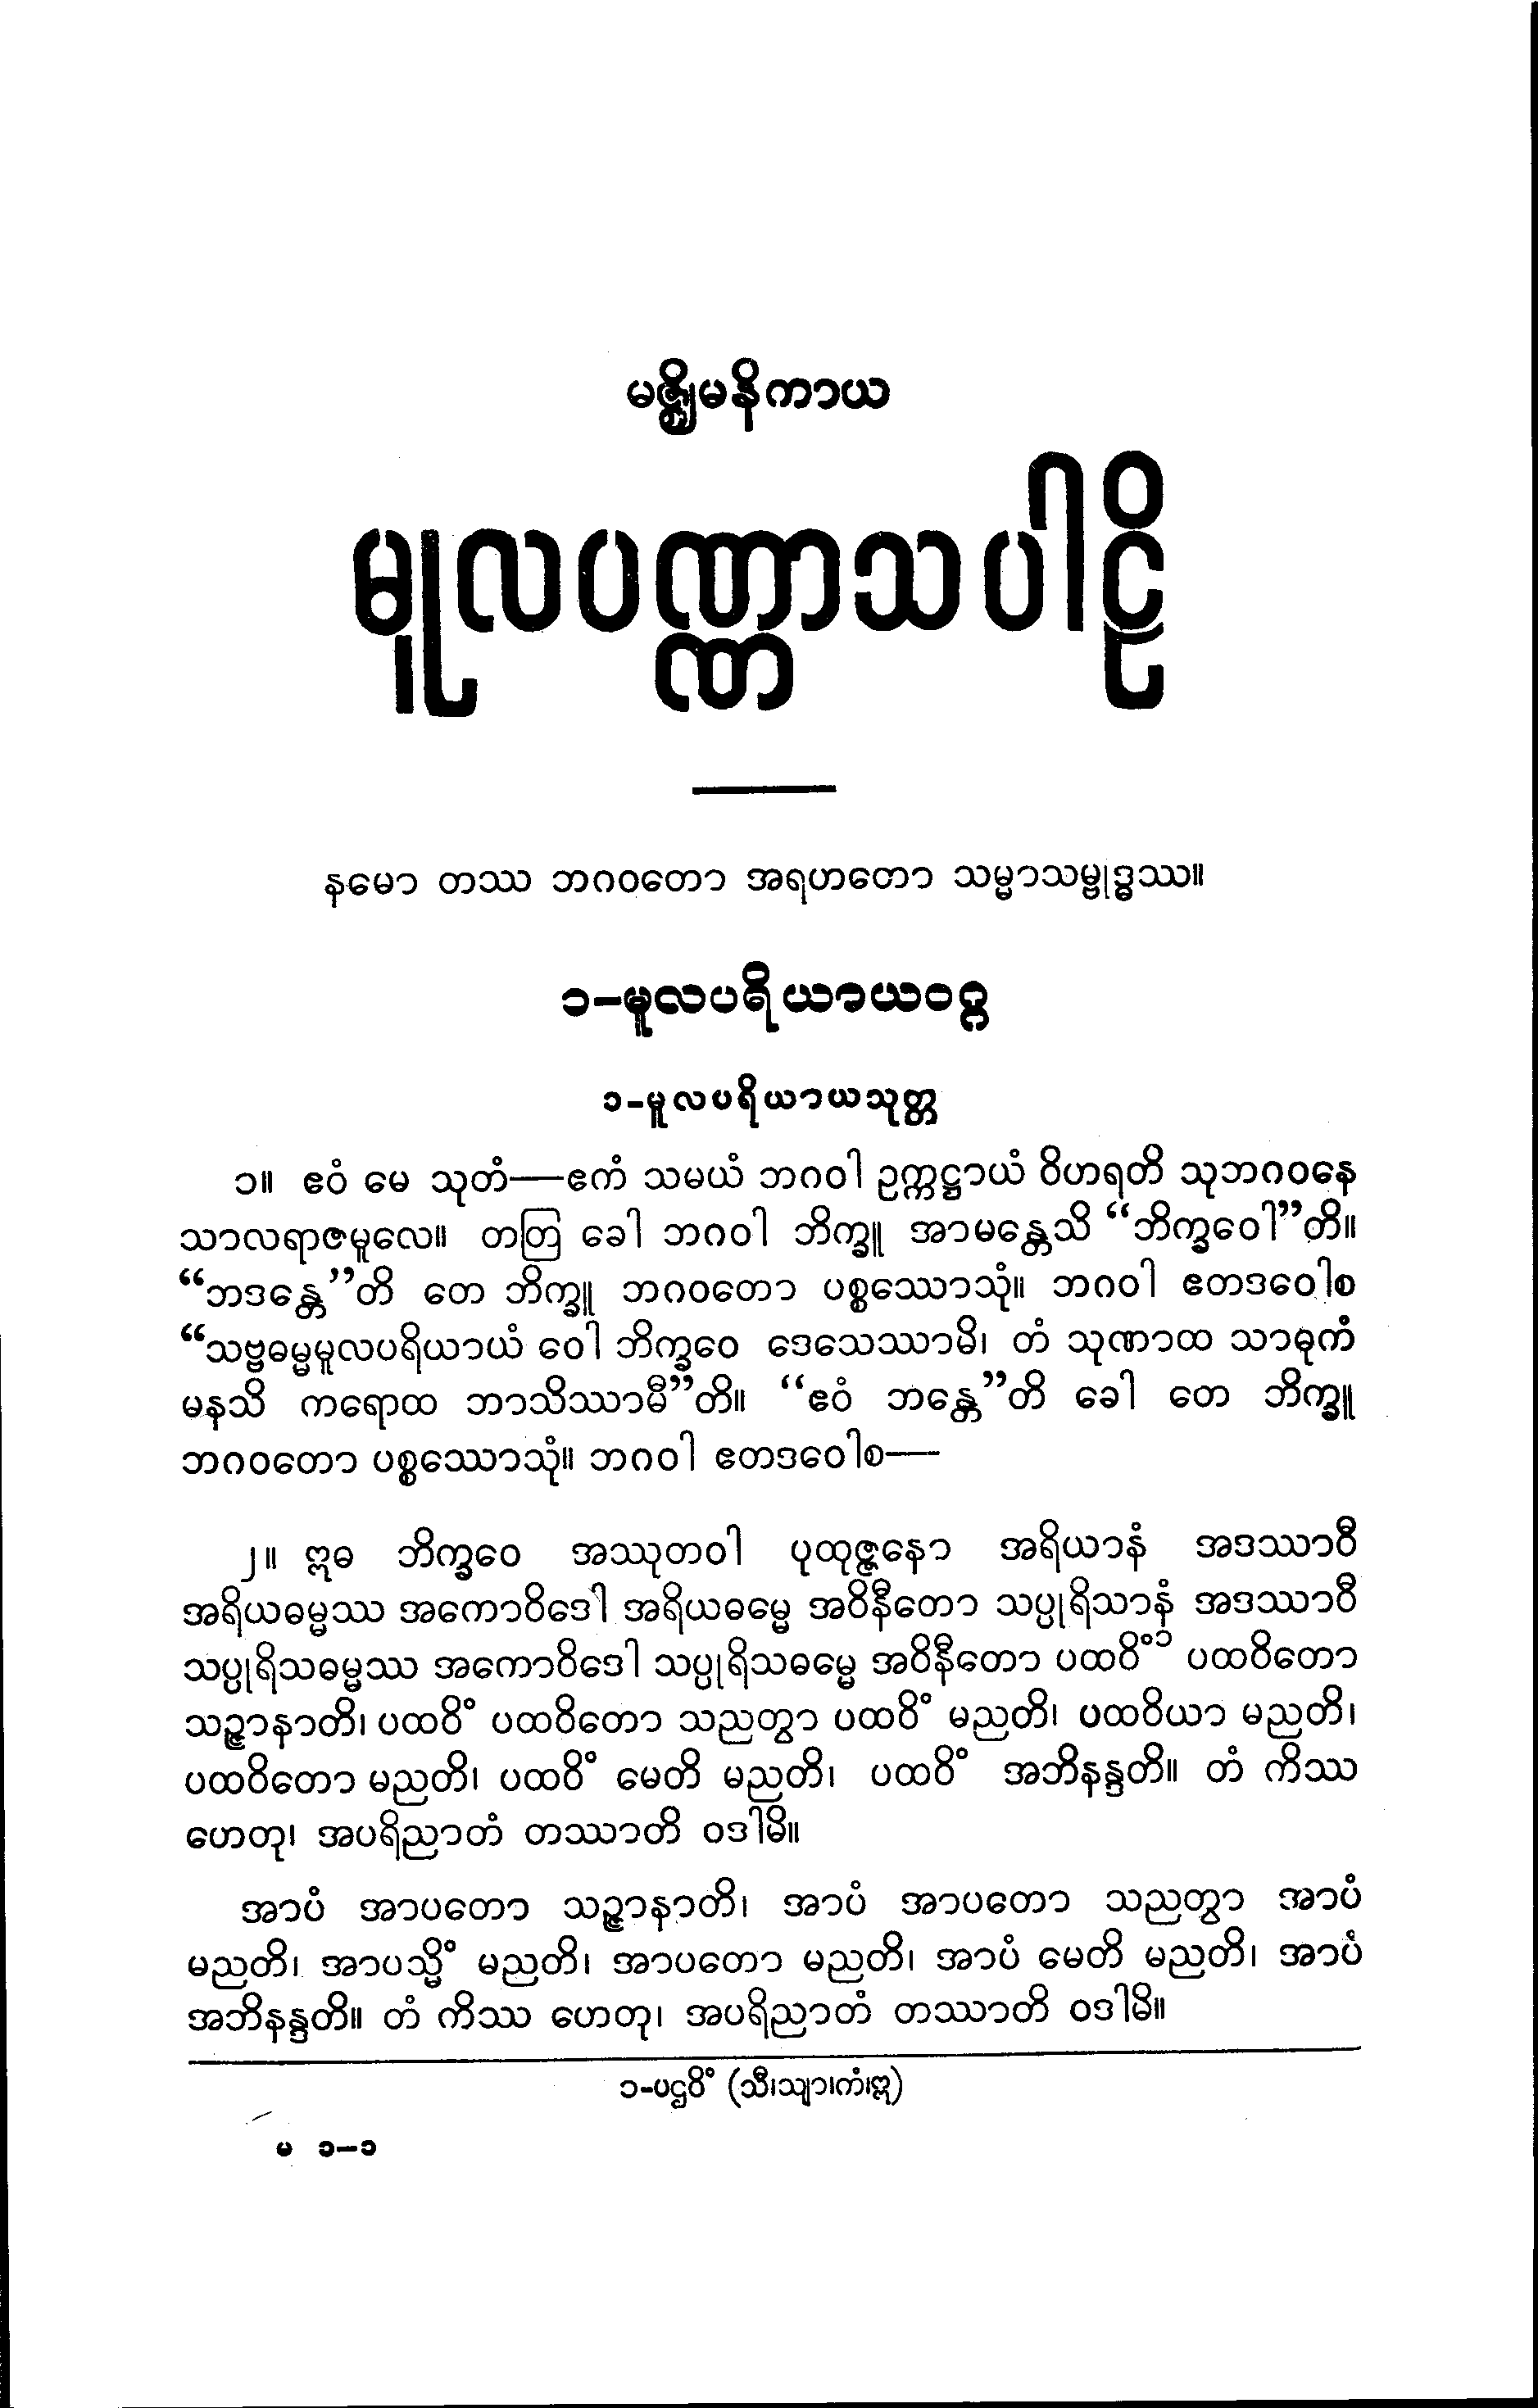 မဇ္ဈိမနိကာယ
မူလပဏ္ဏာသပါဠိ
နမော တဿ ဘဂဝတော အရဟတော သမ္မာသမ္ဗုဒ္ဓဿ။
၁-မူလပရိယာယဝဂ္ဂ
၁-မူလပရိယာယသုတ္တ
၁။ ဧဝံ မေ သုတံ—ဧကံ သမယံ ဘဂဝါ ဥက္ကဋ္ဌာယံ ဝိဟရတိ သုဘဂဝနေ
သာလရာဇမူလေ။ တတြ ခေါ ဘဂဝါ ဘိက္ခူ အာမန္တေသိ “ဘိက္ခဝေါ”တိ။
“ဘဒန္တေ”တိ တေ ဘိက္ခူ ဘဂဝတော ပစ္စဿောသုံ။ ဘဂဝါ ဧတဒဝေါစ
“သဗ္ဗဓမ္မမူလပရိယာယံ ဝေါ ဘိက္ခဝေ ဒေသေဿာမိ၊ တံ သုဏာထ သာဓုကံ
မနသိ ကရောထ ဘာသိဿာမီ”တိ။ “ဧဝံ ဘန္တေ”တိ ခေါ တေ ဘိက္ခူ
ဘဂဝတော ပစ္စဿောသုံ။ ဘဂဝါ ဧတဒဝေါစ—
၂။ ဣဓ ဘိက္ခဝေ အဿုတဝါ ပုထုဇ္ဇနော အရိယာနံ အဒဿာဝီ
အရိယဓမ္မဿ အကောဝိဒေါ အရိယဓမ္မေ အဝိနီတော သပ္ပုရိသာနံ အဒဿာဝီ
သပ္ပုရိသဓမ္မဿ အကောဝိဒေါ သပ္ပုရိသဓမ္မေ အဝိနီတော ပထဝိံ၁ ပထဝိတော
သဉ္ဇာနာတိ၊ ပထဝိံ ပထဝိတော သညတွာ ပထဝိံ မညတိ၊ ပထဝိယာ မညတိ၊
ပထဝိတော မညတိ၊ ပထဝိံ မေတိ မညတိ၊ ပထဝိံ အဘိနန္ဒတိ။ တံ ကိဿ
ဟေတု၊ အပရိညာတံ တဿာတိ ဝဒါမိ။
အာပံ အာပတော သဉ္ဇာနာတိ၊ အာပံ အာပတော သညတွာ အာပံ
မညတိ၊ အာပသ္မိံ မညတိ၊ အာပတော မညတိ၊ အာပံ မေတိ မညတိ၊ အာပံ
အဘိနန္ဒတိ။ တံ ကိဿ ဟေတု၊ အပရိညာတံ တဿာတိ ဝဒါမိ။
၁-ပဌဝိံ (သီ၊သျာ၊ကံ၊ဣ)
မ ၁–၁